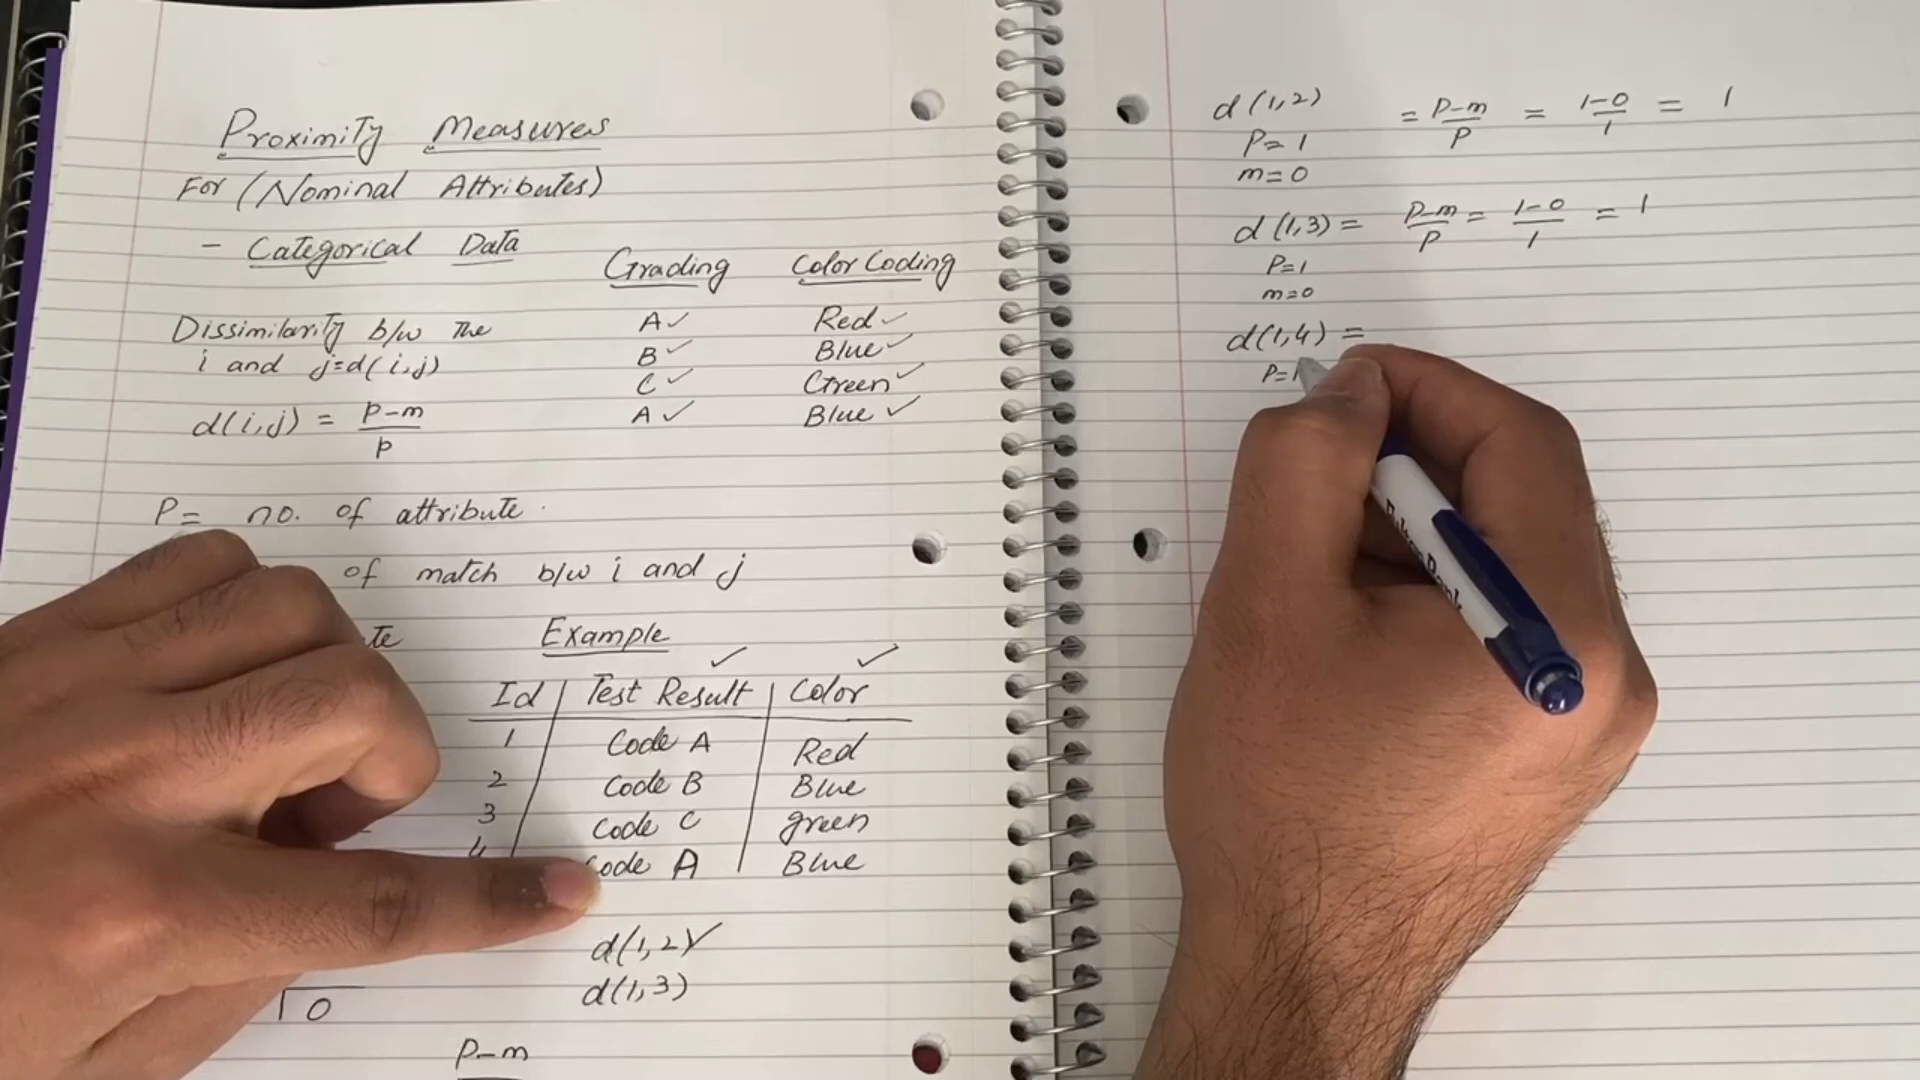 Proximity Measures
For (Nominal Attributes)
- Categorical Data
Grading Color Coding
A✓ Red✓
B✓ Blue✓
C✓ Green✓
A✓ Blue✓
Dissimilarity b/w The
i and j=d(i,j)
d(i,j) = p-m
p
P= no. of attribute.
of match b/w i and j
Example
✓ ✓
Id Test Result Color
1 Code A Red
2 Code B Blue
3 Code C green
4 Code A Blue
d(1,2)✓
d(1,3)
0
P-m
d(1,2) = P-m = 1-0 = 1
P 1
P=1
m=0
d(1,3) = P-m = 1-0 = 1
P 1
P=1
m=0
d(1,4) =
P=1